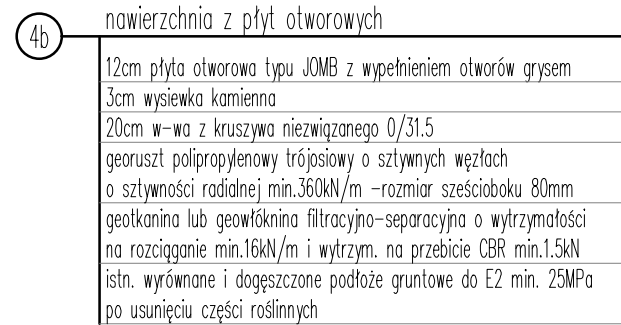 4b
nawierzchnia z płyt otworowych
12cm płyta otworowa typu JOMB z wypełnieniem otworów grysem
3cm wysiewka kamienna
20cm w-wa z kruszywa niezwiązanego 0/31.5
georuszt polipropylenowy trójosiowy o sztywnych węzłach
o sztywności radialnej min.360kN/m -rozmiar sześcioboku 80mm
geotkanina lub geowłóknina filtracyjno-separacyjna o wytrzymałości
na rozciąganie min.16kN/m i wytrzym. na przebicie CBR min.1.5kN
istn. wyrównane i dogęszczone podłoże gruntowe do E2 min. 25MPa
po usunięciu części roślinnych